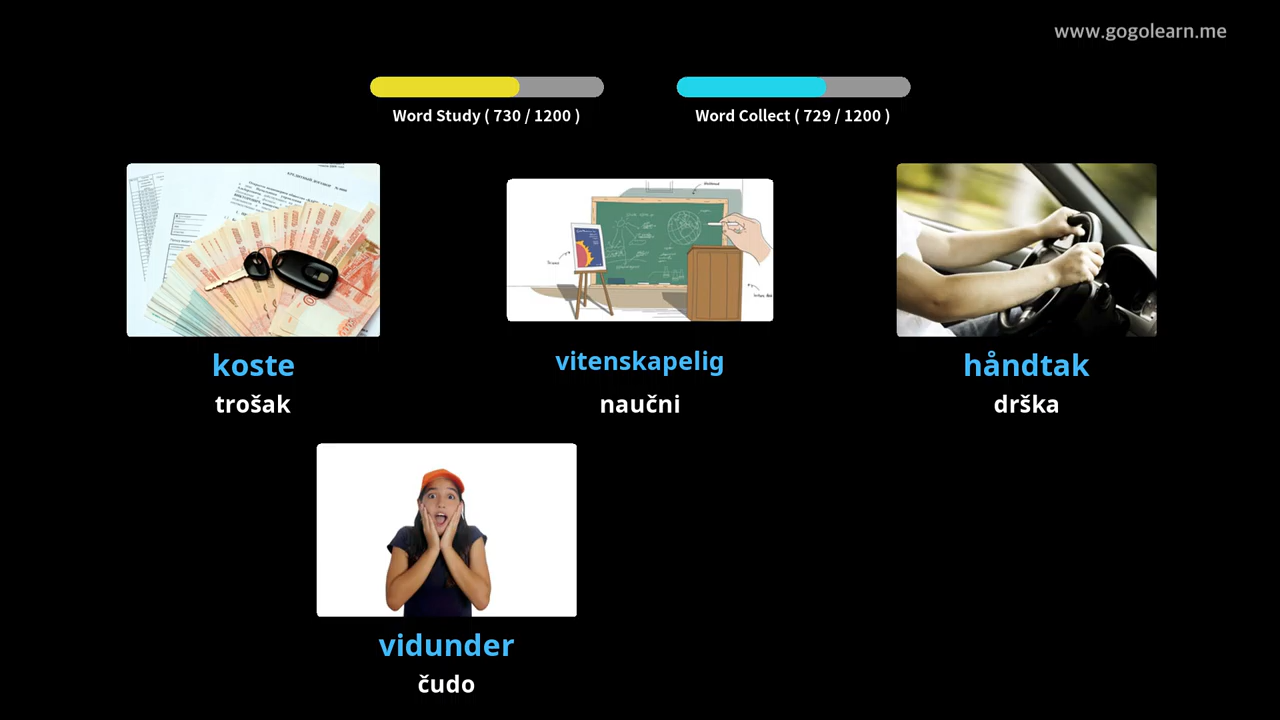 www.gogolearn.me
Word Study ( 730 / 1200 )
Word Collect ( 729 / 1200 )
koste
trošak
vitenskapelig
naučni
håndtak
drška
vidunder
čudo